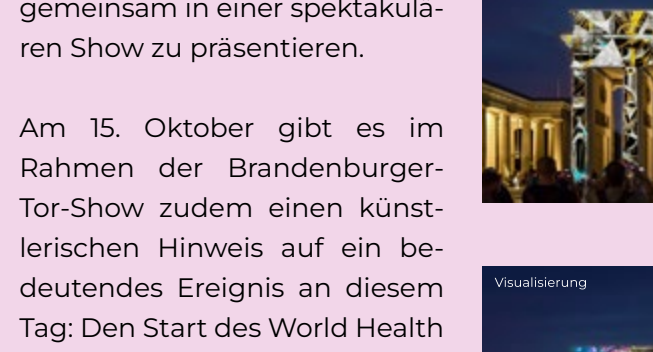 gemeinsam in einer spektakulä-
ren Show zu präsentieren.
Am 15. Oktober gibt es im
Rahmen der Brandenburger-
Tor-Show zudem einen künst-
lerischen Hinweis auf ein be-
deutendes Ereignis an diesem
Tag: Den Start des World Health
Visualisierung